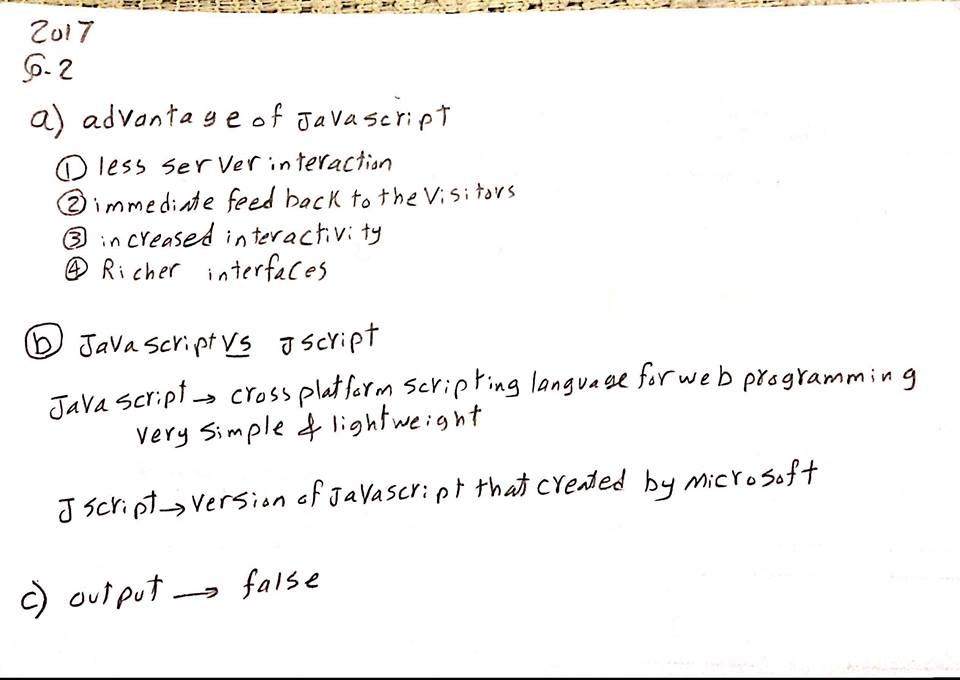 2017
Q-2
a) advantage of Javascript
① less server interaction
② immediate feed back to the Visitors
③ increased interactivity
④ Richer interfaces
ⓑ Javascript Vs Jscript
Javascript → cross platform scripting language for web programming
very simple & lightweight
Jscript → version of Javascript that created by microsoft
c) output → false